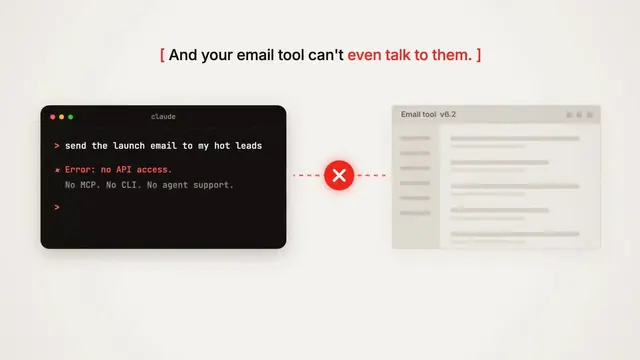 [ And your email tool can't even talk to them. ]
claude
> send the launch email to my hot leads
✶ Error: no API access.
No MCP. No CLI. No agent support.
>
Email tool v6.2